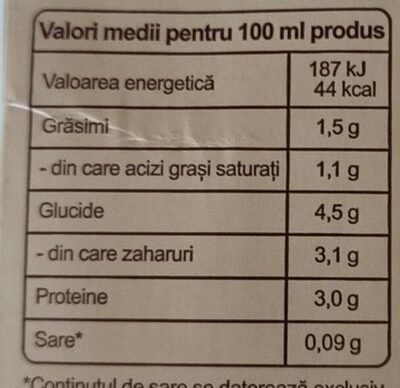 Valori medii pentru 100 ml produs
Valoarea energetică 187 kJ
44 kcal
Grăsimi 1,5 g
- din care acizi grași saturați 1,1 g
Glucide 4,5 g
- din care zaharuri 3,1 g
Proteine 3,0 g
Sare* 0,09 g
*Conținutul de sare se datorează exclusiv